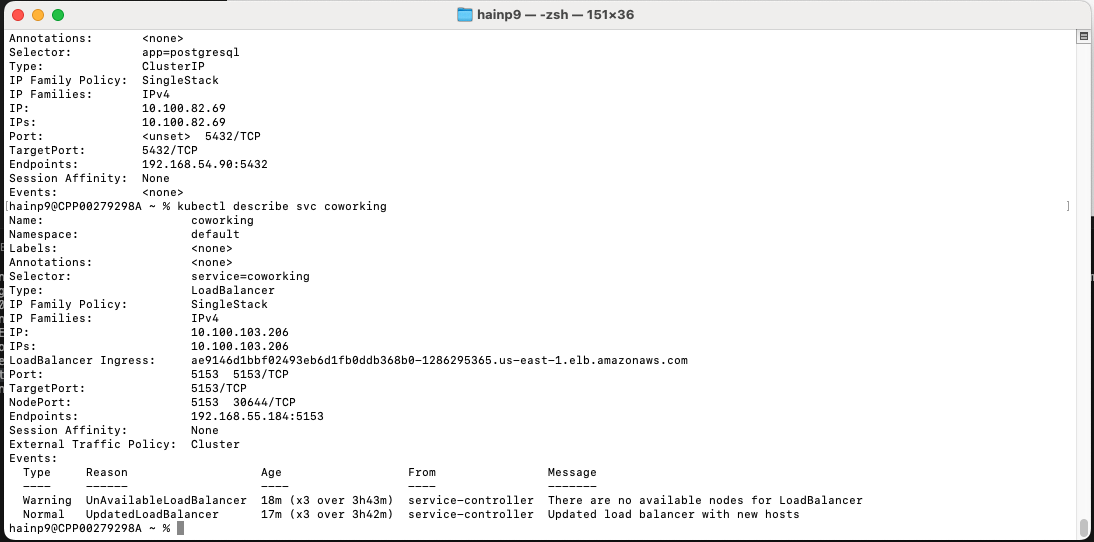 hainp9 — -zsh — 151×36
Annotations:       <none>
Selector:          app=postgresql
Type:              ClusterIP
IP Family Policy:  SingleStack
IP Families:       IPv4
IP:                10.100.82.69
IPs:               10.100.82.69
Port:              <unset>  5432/TCP
TargetPort:        5432/TCP
Endpoints:         192.168.54.90:5432
Session Affinity:  None
Events:            <none>
[hainp9@CPP00279298A ~ % kubectl describe svc coworking ]
Name:                     coworking
Namespace:                default
Labels:                   <none>
Annotations:              <none>
Selector:                 service=coworking
Type:                     LoadBalancer
IP Family Policy:         SingleStack
IP Families:              IPv4
IP:                       10.100.103.206
IPs:                      10.100.103.206
LoadBalancer Ingress:     ae9146d1bbf02493eb6d1fb0ddb368b0-1286295365.us-east-1.elb.amazonaws.com
Port:                     5153  5153/TCP
TargetPort:               5153/TCP
NodePort:                 5153  30644/TCP
Endpoints:                192.168.55.184:5153
Session Affinity:         None
External Traffic Policy:  Cluster
Events:
  Type     Reason                   Age                  From                Message
  ----     ------                   ----                 ----                -------
  Warning  UnAvailableLoadBalancer  18m (x3 over 3h43m)  service-controller  There are no available nodes for LoadBalancer
  Normal   UpdatedLoadBalancer      17m (x3 over 3h42m)  service-controller  Updated load balancer with new hosts
hainp9@CPP00279298A ~ %